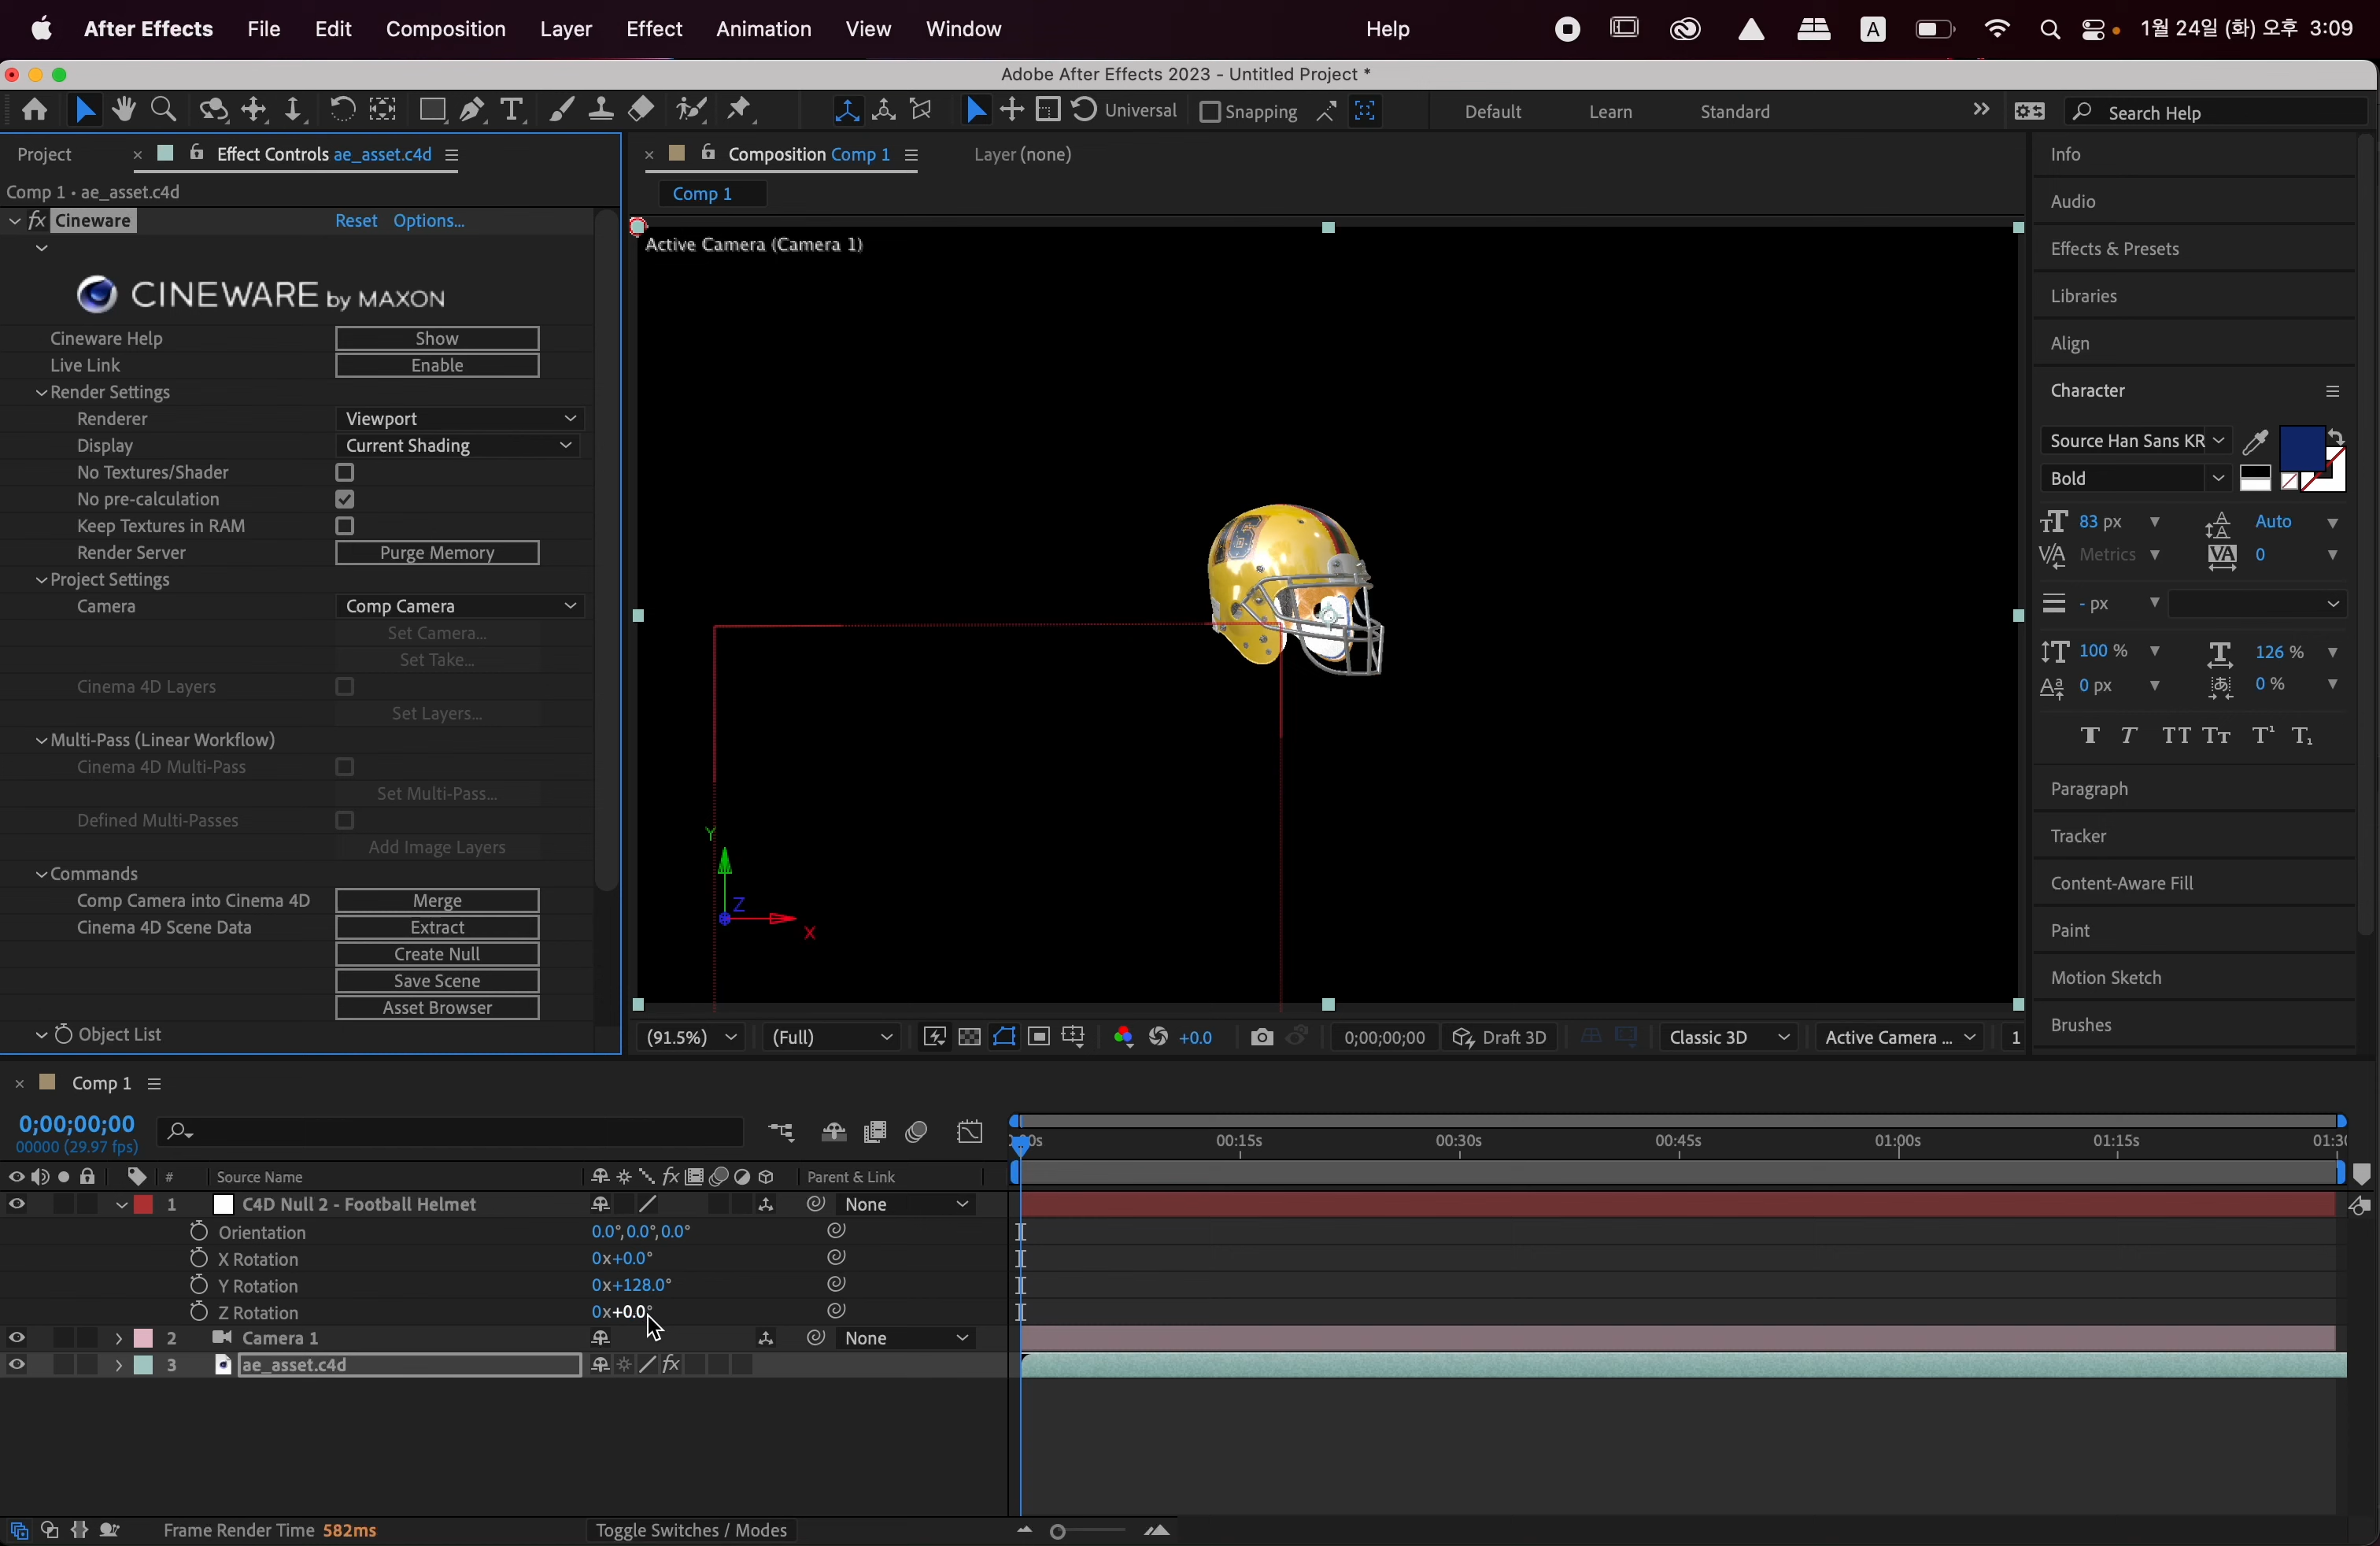 After Effects File Edit Composition Layer Effect Animation View Window Help A 1월 24일 (화) 오후 3:09
Adobe After Effects 2023 - Untitled Project *
Universal Snapping Default Learn Standard Search Help
Project Effect Controls ae_asset.c4d
Comp 1 • ae_asset.c4d
fx Cineware Reset Options...
CINEWARE by MAXON
Cineware Help Show
Live Link Enable
Render Settings
Renderer Viewport
Display Current Shading
No Textures/Shader
No pre-calculation
Keep Textures in RAM
Render Server Purge Memory
Project Settings
Camera Comp Camera
Set Camera...
Set Take...
Cinema 4D Layers
Set Layers...
Multi-Pass (Linear Workflow)
Cinema 4D Multi-Pass
Set Multi-Pass...
Defined Multi-Passes
Add Image Layers
Commands
Comp Camera into Cinema 4D Merge
Cinema 4D Scene Data Extract
Create Null
Save Scene
Asset Browser
Object List
Composition Comp 1 Layer (none)
Comp 1
Active Camera (Camera 1)
Y
Z
X
(91.5%) (Full) +0.0 0;00;00;00 Draft 3D Classic 3D Active Camera ... 1
Info
Audio
Effects & Presets
Libraries
Align
Character
Source Han Sans KR
Bold
83 px Auto
Metrics 0
- px
100 % 126 %
0 px 0 %
T T TT Tт T¹ T₁
Paragraph
Tracker
Content-Aware Fill
Paint
Motion Sketch
Brushes
Comp 1
0;00;00;00
00000 (29.97 fps)
00:15s 00:30s 00:45s 01:00s 01:15s
# Source Name fx Parent & Link
1 C4D Null 2 - Football Helmet None
Orientation 0.0°,0.0°,0.0°
X Rotation 0x+0.0°
Y Rotation 0x+128.0°
Z Rotation 0x+0.0°
2 Camera 1 None
3 ae_asset.c4d fx
Frame Render Time 582ms Toggle Switches / Modes